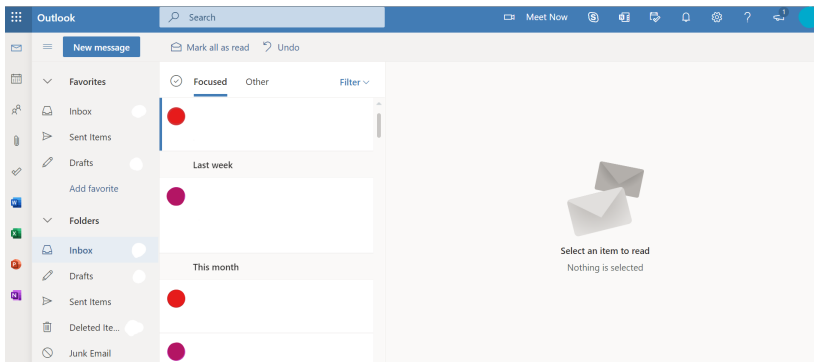 Outlook
Search
Meet Now
1
New message
Mark all as read
Undo
Favorites
Inbox
Sent Items
Drafts
Add favorite
Folders
Inbox
Drafts
Sent Items
Deleted Ite...
Junk Email
Focused
Other
Filter
Last week
This month
Select an item to read
Nothing is selected